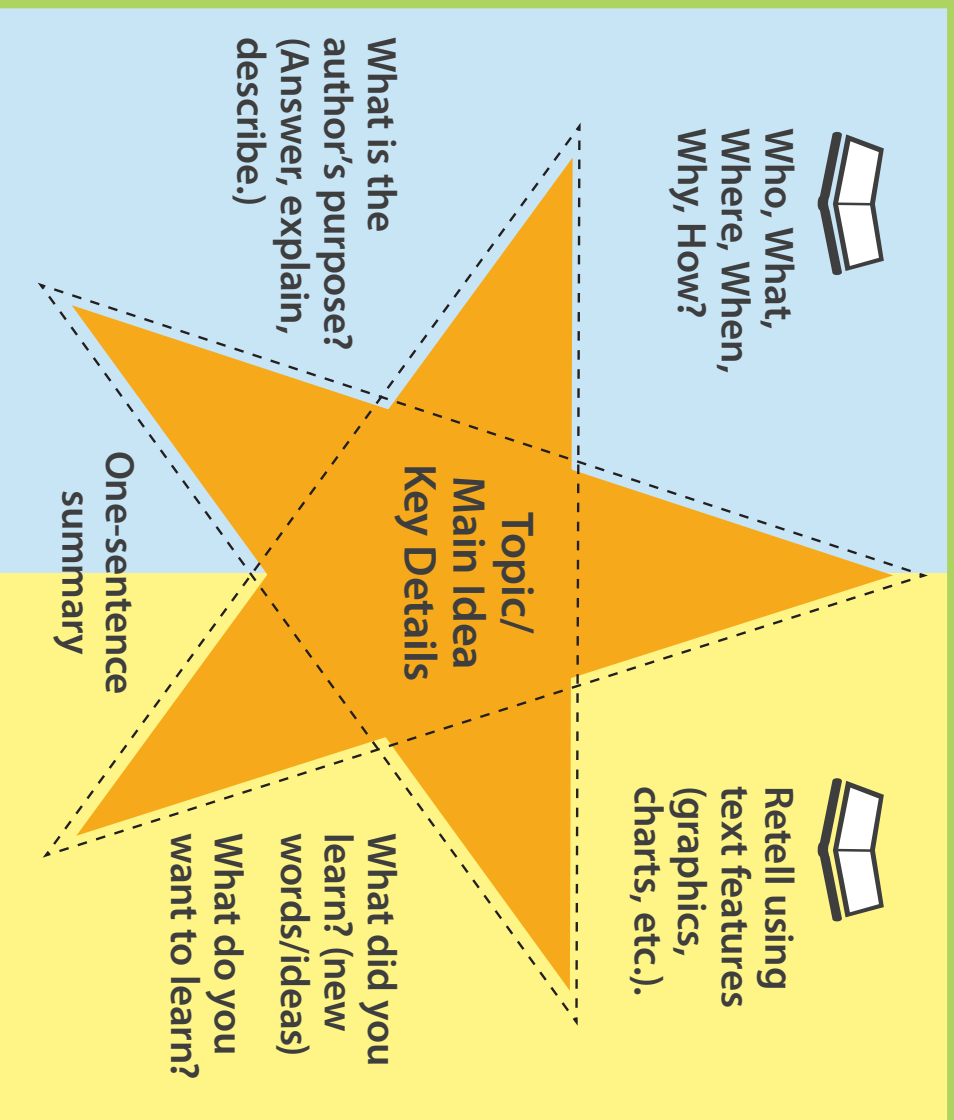 Who, What,
Where, When,
Why, How?
Retell using
text features
(graphics,
charts, etc.).
Topic/
Main Idea
Key Details
What is the
author's purpose?
(Answer, explain,
describe.)
What did you
learn? (new
words/ideas)
What do you
want to learn?
One-sentence
summary